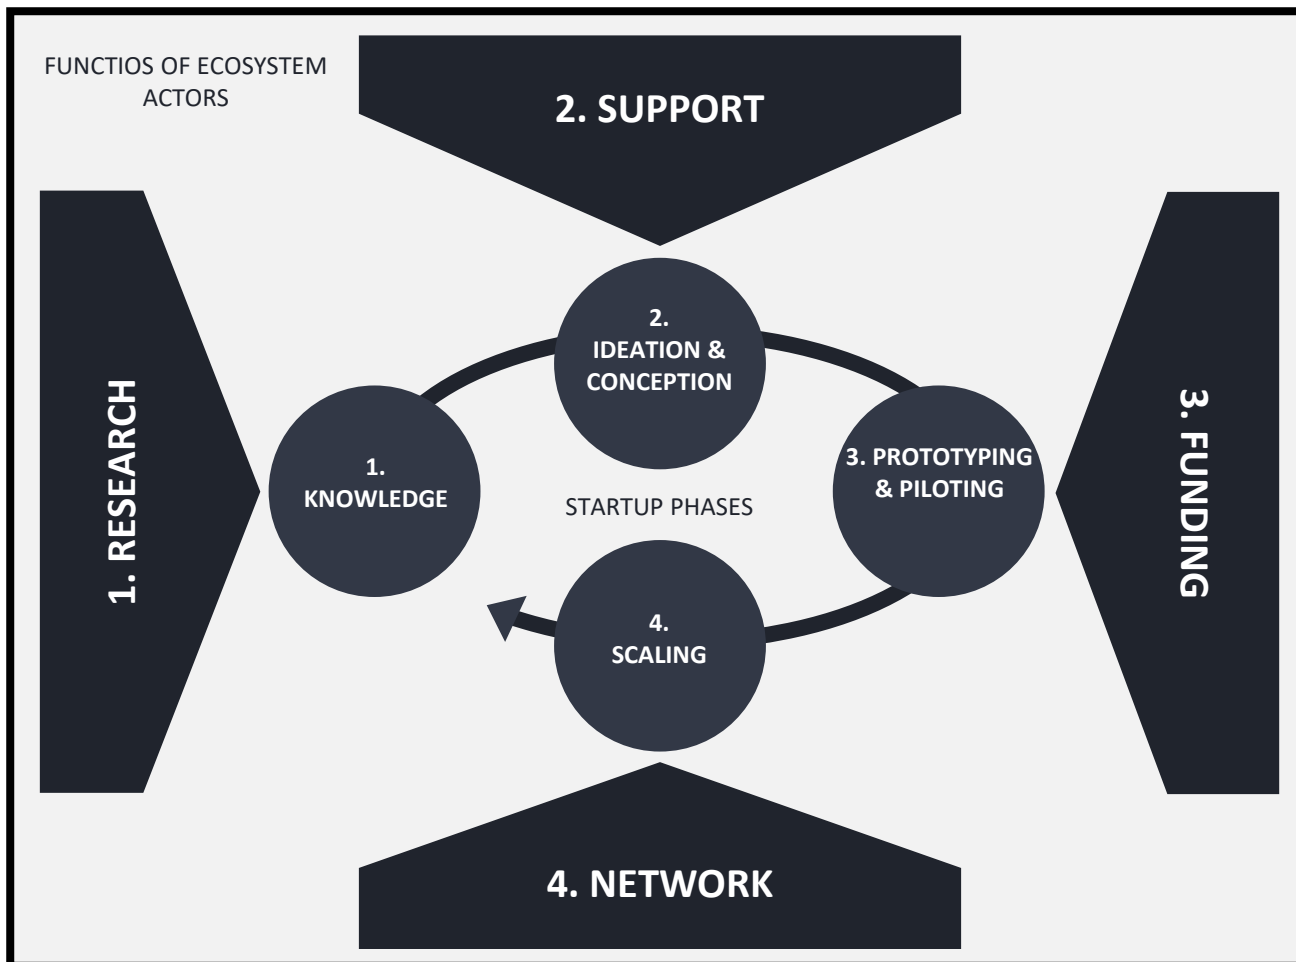 FUNCTIOS OF ECOSYSTEM
ACTORS
2. SUPPORT
1. RESEARCH
2.
IDEATION &
CONCEPTION
1.
KNOWLEDGE
3. PROTOTYPING
& PILOTING
STARTUP PHASES
4.
SCALING
3. FUNDING
4. NETWORK